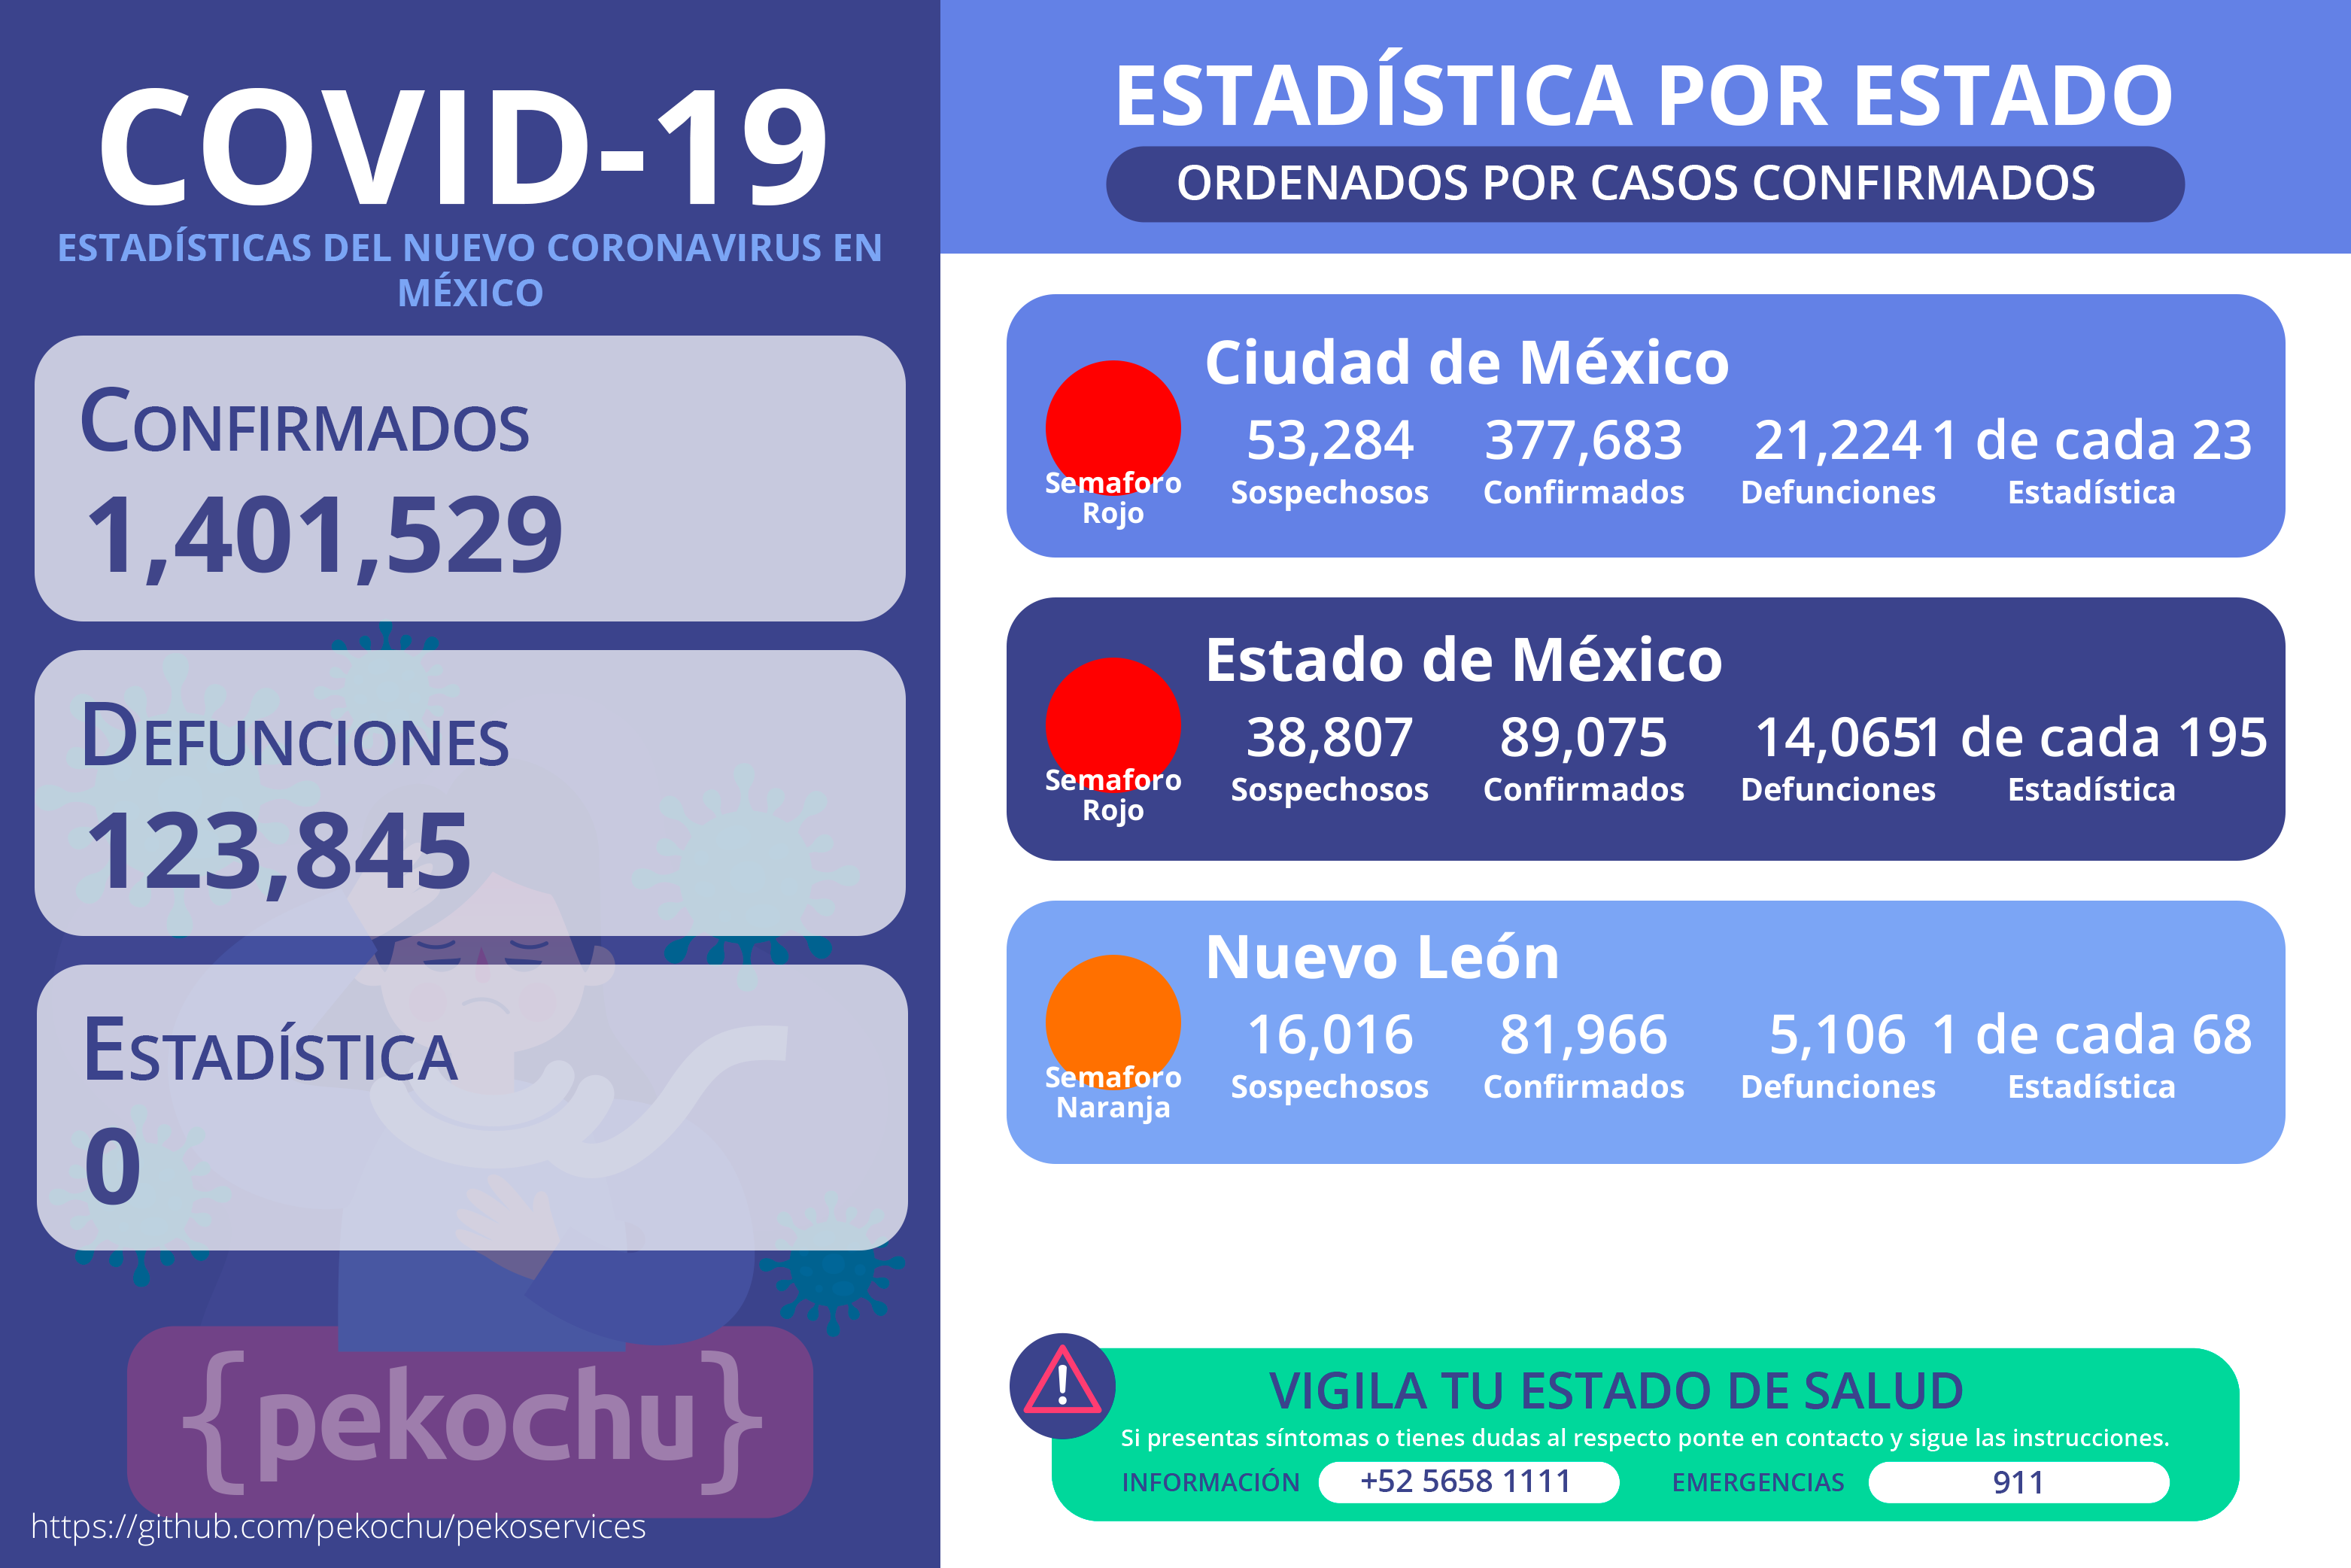 COVID-19
ESTADÍSTICAS DEL NUEVO CORONAVIRUS EN
MÉXICO
CONFIRMADOS
1,401,529
DEFUNCIONES
123,845
ESTADÍSTICA
0
{pekochu}
https://github.com/pekochu/pekoservices
ESTADÍSTICA POR ESTADO
ORDENADOS POR CASOS CONFIRMADOS
Ciudad de México
53,284 377,683 21,224 1 de cada 23
Sospechosos Confirmados Defunciones Estadística
Semaforo
Rojo
Estado de México
38,807 89,075 14,065 1 de cada 195
Sospechosos Confirmados Defunciones Estadística
Semaforo
Rojo
Nuevo León
16,016 81,966 5,106 1 de cada 68
Sospechosos Confirmados Defunciones Estadística
Semaforo
Naranja
VIGILA TU ESTADO DE SALUD
Si presentas síntomas o tienes dudas al respecto ponte en contacto y sigue las instrucciones.
INFORMACIÓN +52 5658 1111 EMERGENCIAS 911